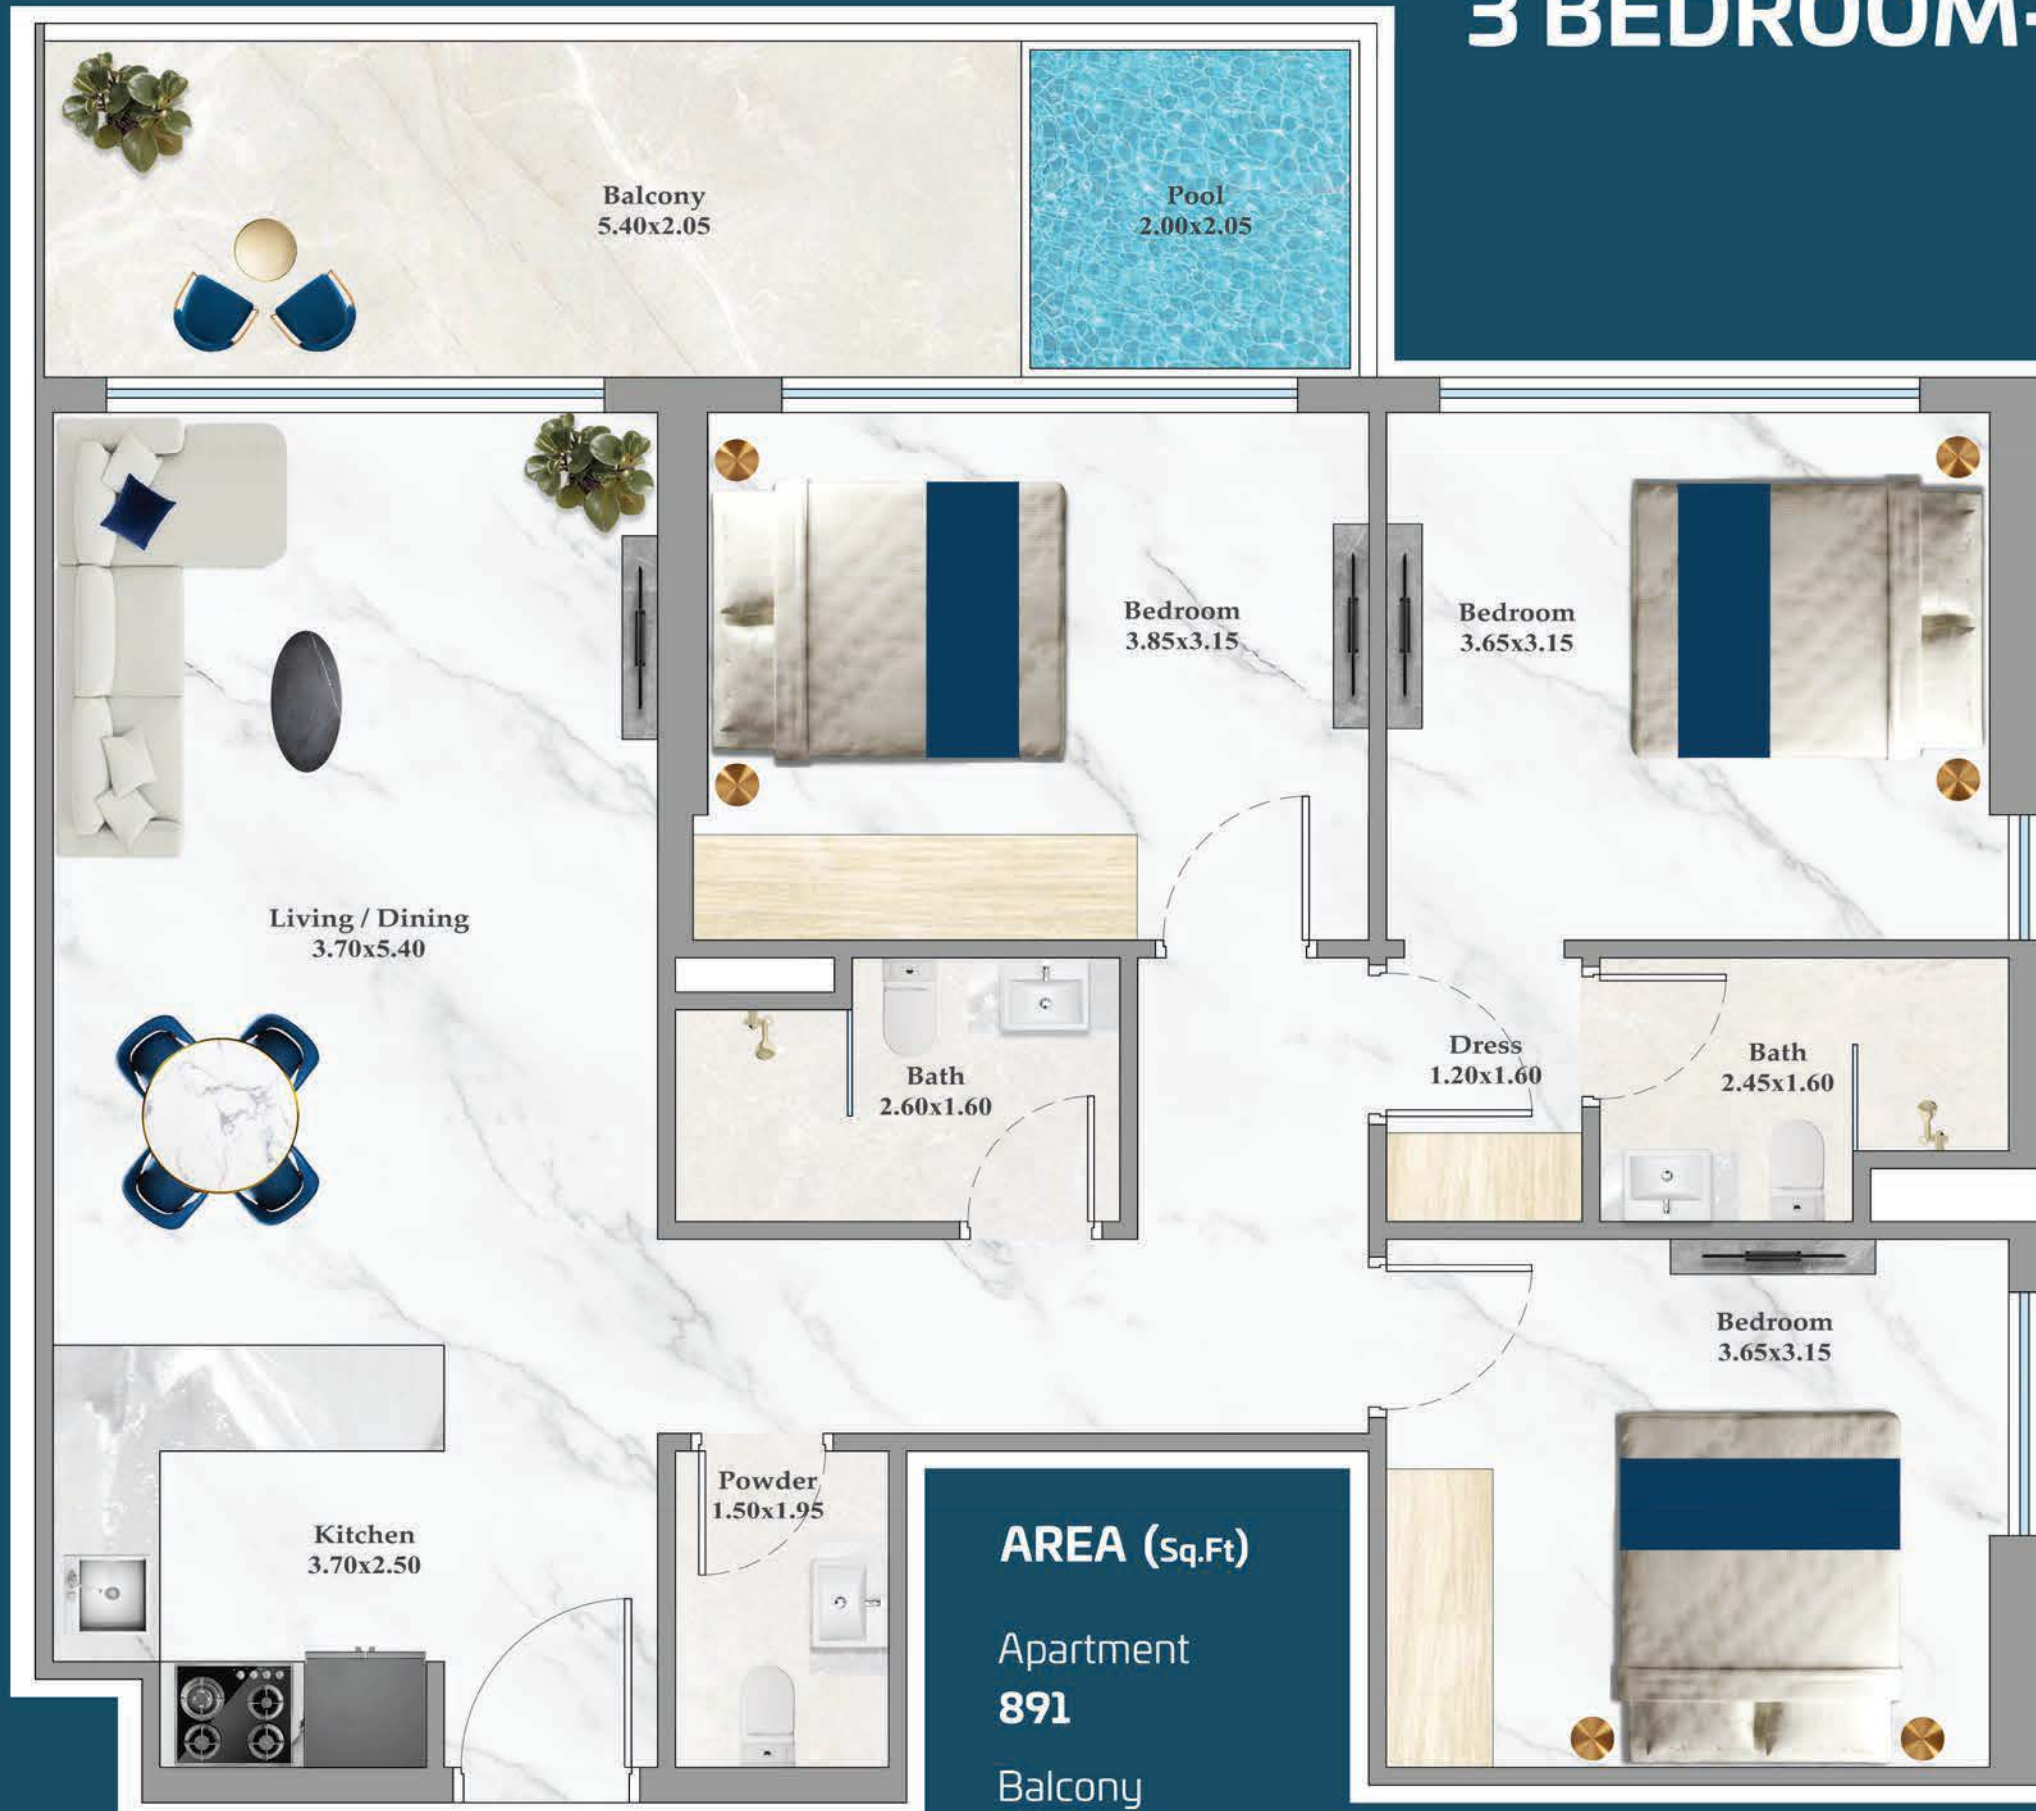 3 BEDROOM-
Balcony
5.40x2.05
Pool
2.00x2.05
Bedroom
3.85x3.15
Bedroom
3.65x3.15
Living / Dining
3.70x5.40
Bath
2.60x1.60
Dress
1.20x1.60
Bath
2.45x1.60
Bedroom
3.65x3.15
Powder
1.50x1.95
Kitchen
3.70x2.50
AREA (Sq.Ft)
Apartment
891
Balcony